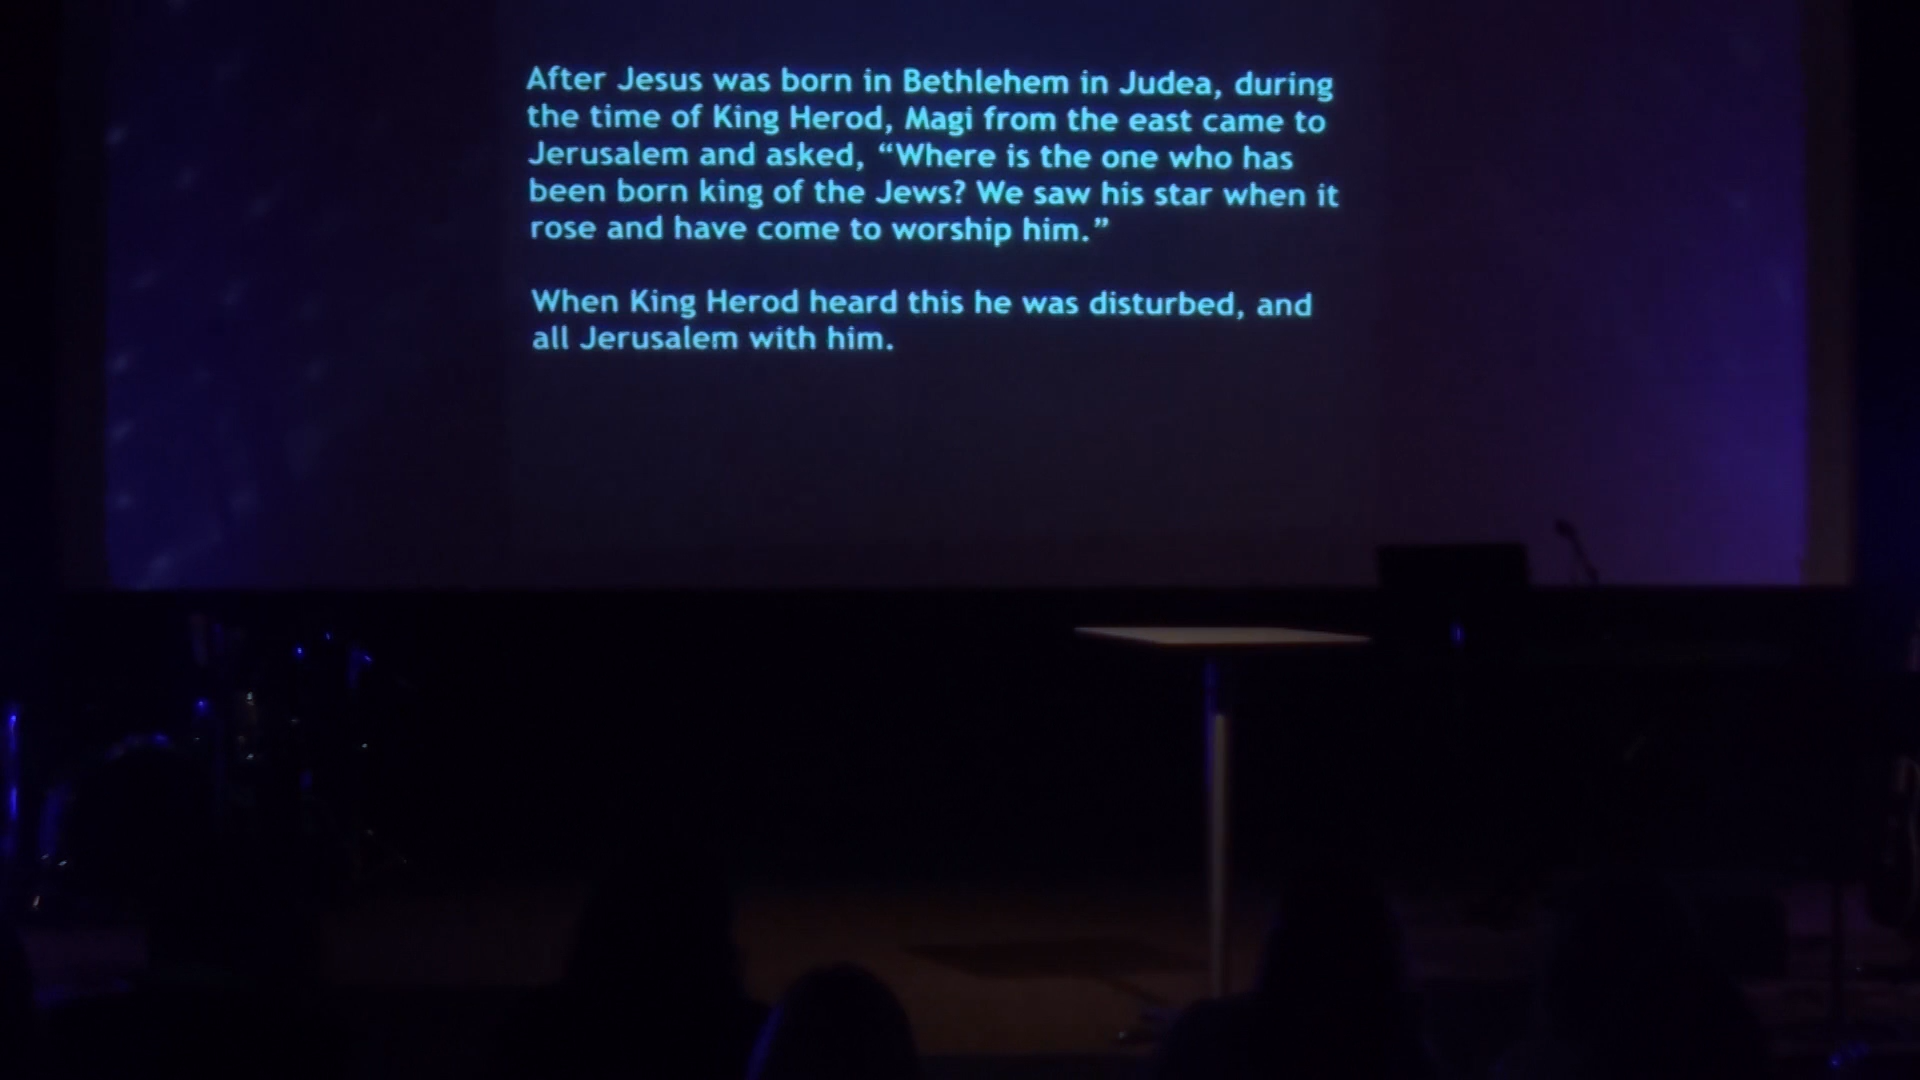 After Jesus was born in Bethlehem in Judea, during
the time of King Herod, Magi from the east came to
Jerusalem and asked, “Where is the one who has
been born king of the Jews? We saw his star when it
rose and have come to worship him.”
When King Herod heard this he was disturbed, and
all Jerusalem with him.